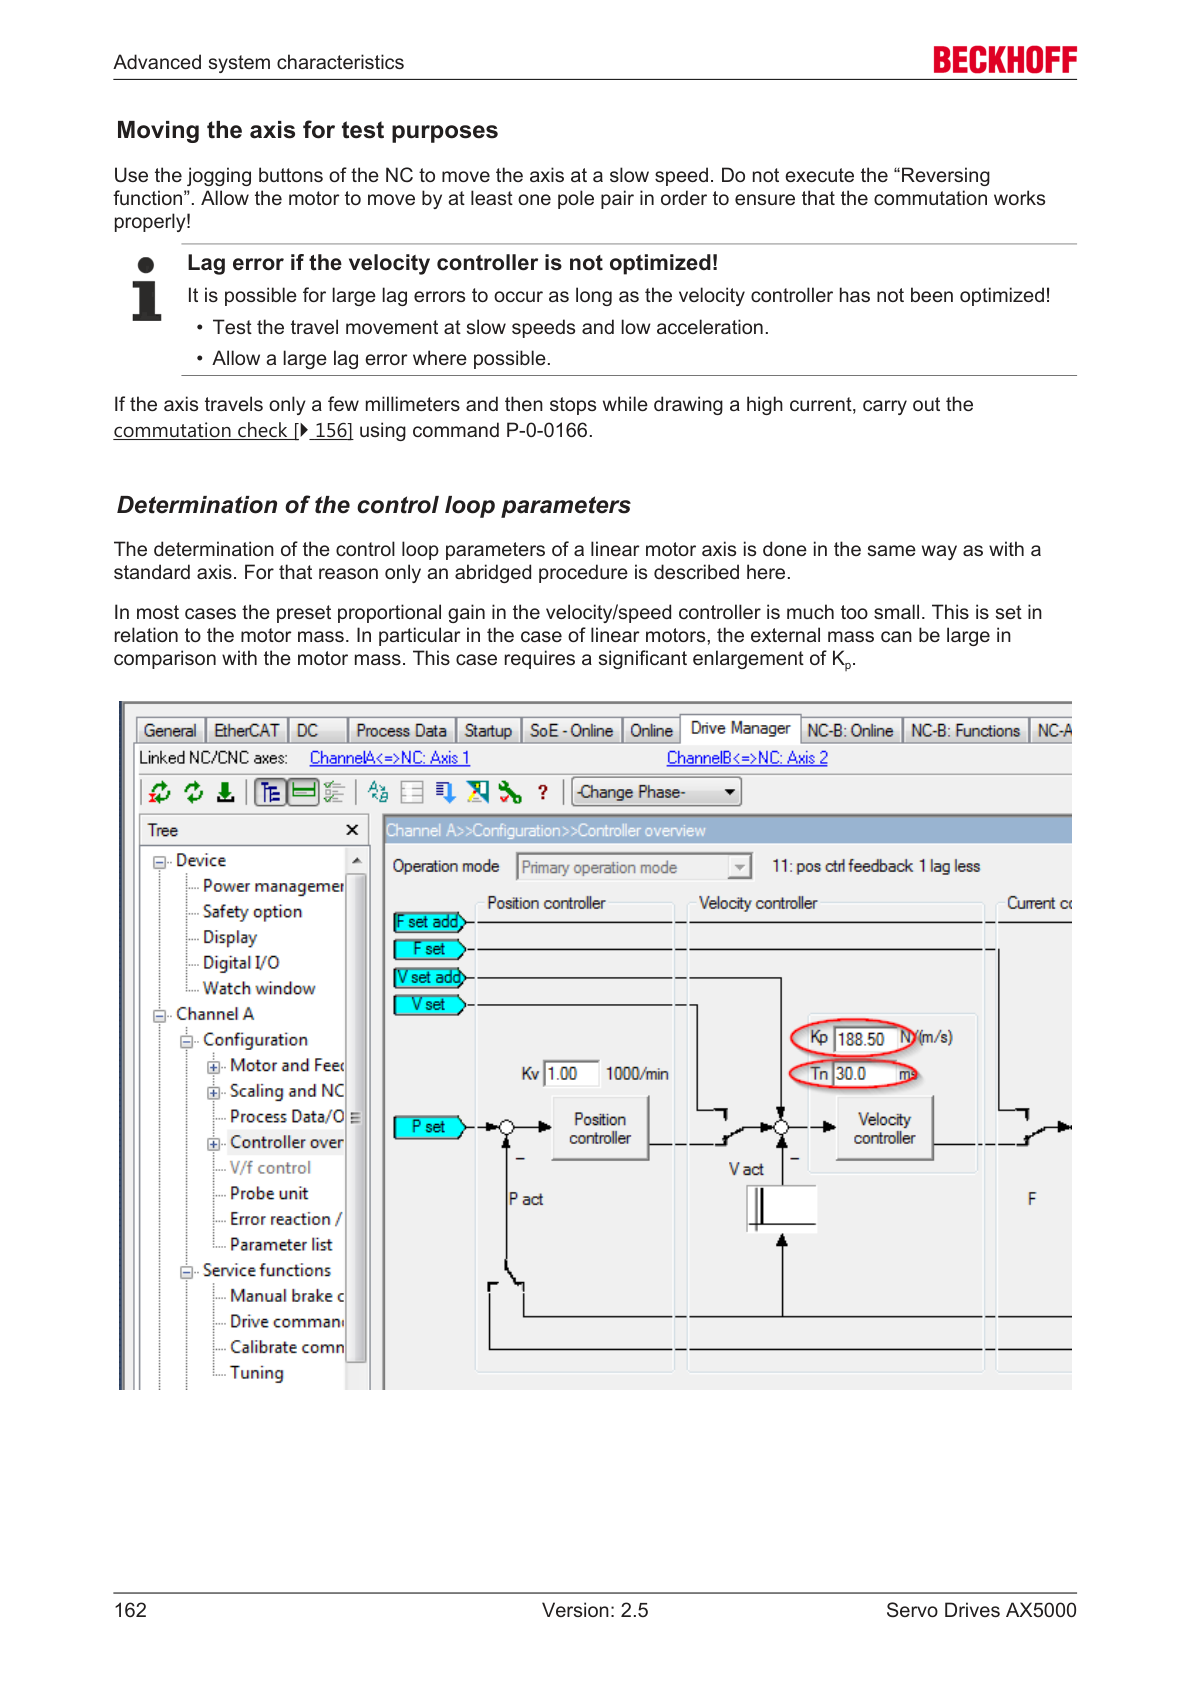 Advanced system characteristics
BECKHOFF
Moving the axis for test purposes
Use the jogging buttons of the NC to move the axis at a slow speed. Do not execute the “Reversing
function”. Allow the motor to move by at least one pole pair in order to ensure that the commutation works
properly!
Lag error if the velocity controller is not optimized!
It is possible for large lag errors to occur as long as the velocity controller has not been optimized!
• Test the travel movement at slow speeds and low acceleration.
• Allow a large lag error where possible.
If the axis travels only a few millimeters and then stops while drawing a high current, carry out the
commutation check [▶ 156] using command P-0-0166.
Determination of the control loop parameters
The determination of the control loop parameters of a linear motor axis is done in the same way as with a
standard axis. For that reason only an abridged procedure is described here.
In most cases the preset proportional gain in the velocity/speed controller is much too small. This is set in
relation to the motor mass. In particular in the case of linear motors, the external mass can be large in
comparison with the motor mass. This case requires a significant enlargement of Kp.
General EtherCAT DC Process Data Startup SoE - Online Online Drive Manager NC-B: Online NC-B: Functions NC-A
Linked NC/CNC axes: ChannelA<=>NC: Axis 1 ChannelB<=>NC: Axis 2
-Change Phase-
Tree
Device
Power managemer
Safety option
Display
Digital I/O
Watch window
Channel A
Configuration
Motor and Feed
Scaling and NC
Process Data/O
Controller over
V/f control
Probe unit
Error reaction /
Parameter list
Service functions
Manual brake c
Drive comman
Calibrate comn
Tuning
Channel A>>Configuration>>Controller overview
Operation mode Primary operation mode 11: pos ctrl feedback 1 lag less
Position controller Velocity controller Current co
F set add
F set
V set add
V set
Kp 188.50 N/(m/s)
Kv 1.00 1000/min Tn 30.0 ms
P set Position controller Velocity controller
V act
P act F
162 Version: 2.5 Servo Drives AX5000